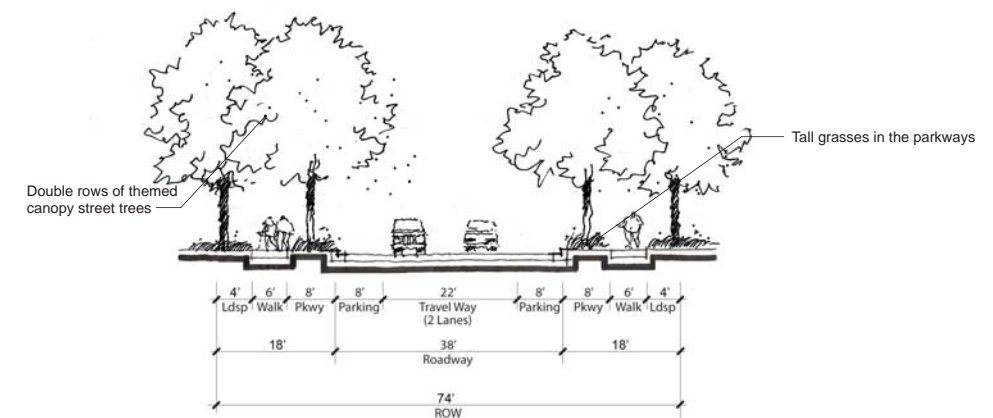 Tall grasses in the parkways
Double rows of themed
canopy street trees
4' 6' 8' 8' 22' 8' 8' 6' 4'
Ldsp Walk Pkwy Parking Travel Way Parking Pkwy Walk Ldsp
(2 Lanes)
18' 38' 18'
Roadway
74'
ROW